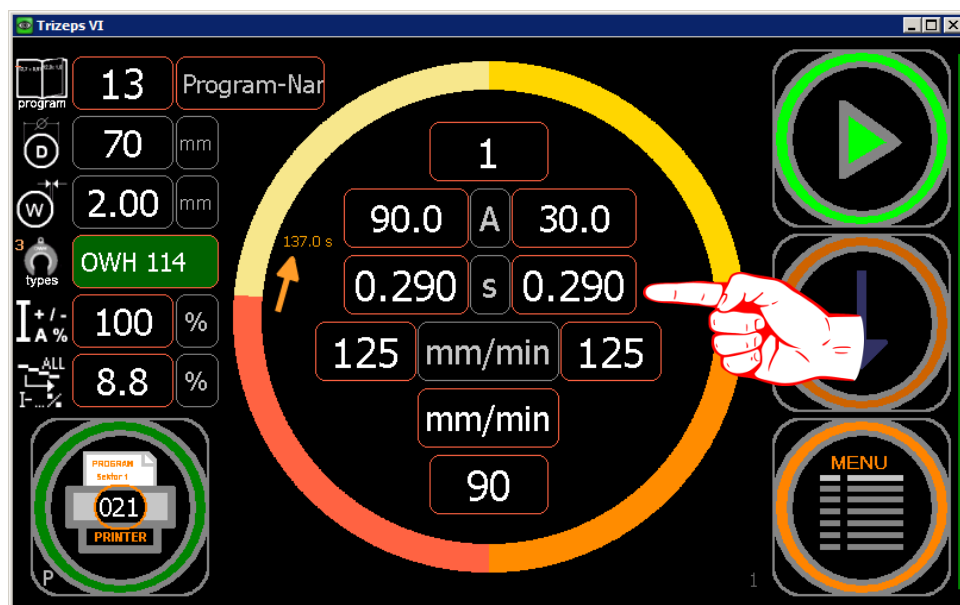 Trizeps VI
program
13
Program-Nar
D
70
mm
W
2.00
mm
3
types
OWH 114
I + / -
A %
100
%
ALL
I-...%
8.8
%
1
90.0 A 30.0
137.0 s
0.290 s 0.290
125 mm/min 125
mm/min
90
PROGRAM
Sektor 1
021
PRINTER
P
MENU
1